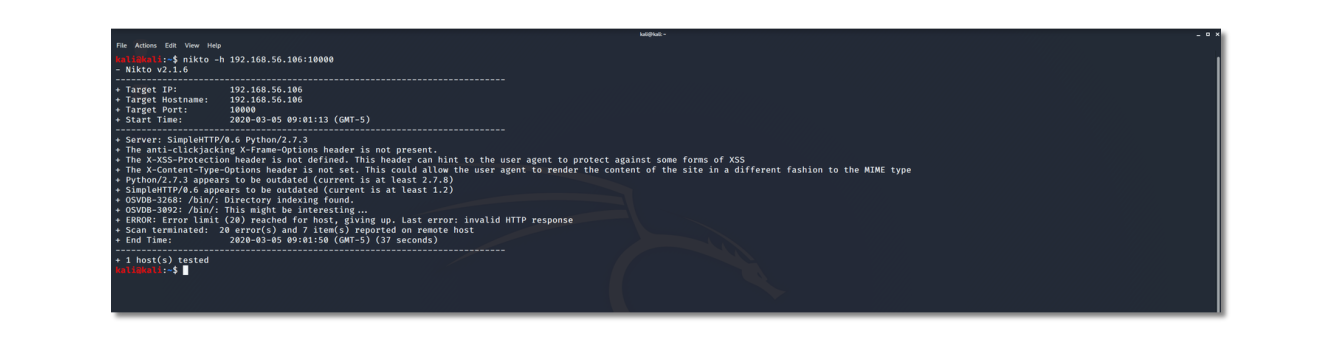 kali@kali: ~
File Actions Edit View Help
kali@kali:~$ nikto -h 192.168.56.106:10000
- Nikto v2.1.6
---------------------------------------------------------------------------
+ Target IP:          192.168.56.106
+ Target Hostname:    192.168.56.106
+ Target Port:        10000
+ Start Time:         2020-03-05 09:01:13 (GMT-5)
---------------------------------------------------------------------------
+ Server: SimpleHTTP/0.6 Python/2.7.3
+ The anti-clickjacking X-Frame-Options header is not present.
+ The X-XSS-Protection header is not defined. This header can hint to the user agent to protect against some forms of XSS
+ The X-Content-Type-Options header is not set. This could allow the user agent to render the content of the site in a different fashion to the MIME type
+ Python/2.7.3 appears to be outdated (current is at least 2.7.8)
+ SimpleHTTP/0.6 appears to be outdated (current is at least 1.2)
+ OSVDB-3268: /bin/: Directory indexing found.
+ OSVDB-3092: /bin/: This might be interesting...
+ ERROR: Error limit (20) reached for host, giving up. Last error: invalid HTTP response
+ Scan terminated:  20 error(s) and 7 item(s) reported on remote host
+ End Time:           2020-03-05 09:01:50 (GMT-5) (37 seconds)
---------------------------------------------------------------------------
+ 1 host(s) tested
kali@kali:~$